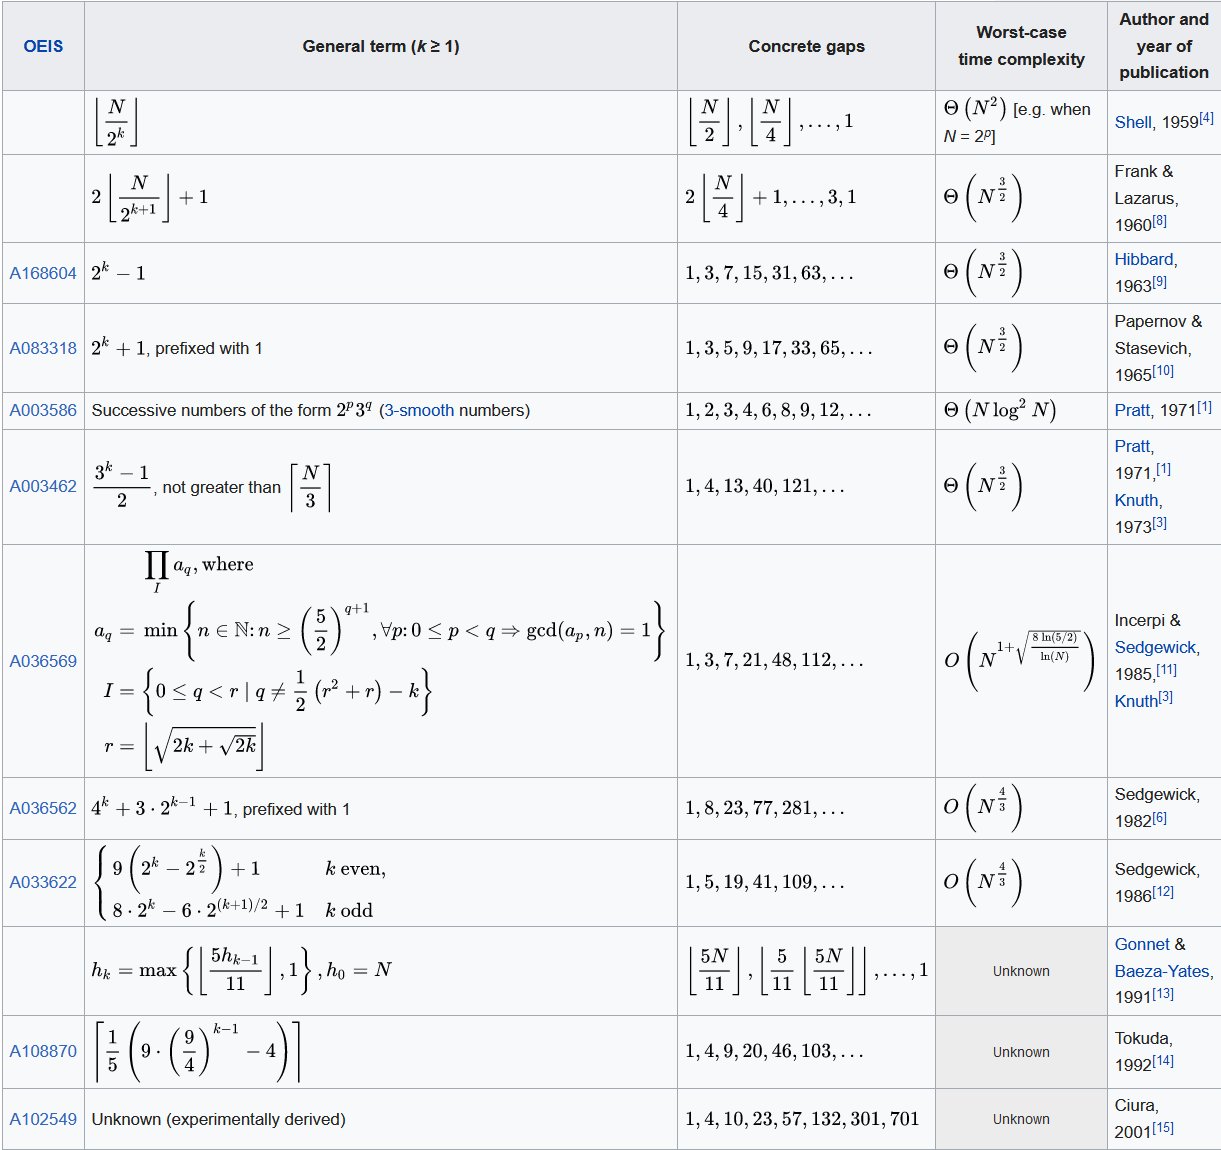 OEIS | General term (k ≥ 1) | Concrete gaps | Worst-case time complexity | Author and year of publication
⌊N/2^k⌋ | ⌊N/2⌋, ⌊N/4⌋, …, 1 | Θ(N^2) [e.g. when N = 2^p] | Shell, 1959[4]
2⌊N/2^(k+1)⌋ + 1 | 2⌊N/4⌋ + 1, …, 3, 1 | Θ(N^(3/2)) | Frank & Lazarus, 1960[8]
A168604 | 2^k − 1 | 1, 3, 7, 15, 31, 63, … | Θ(N^(3/2)) | Hibbard, 1963[9]
A083318 | 2^k + 1, prefixed with 1 | 1, 3, 5, 9, 17, 33, 65, … | Θ(N^(3/2)) | Papernov & Stasevich, 1965[10]
A003586 | Successive numbers of the form 2^p 3^q (3-smooth numbers) | 1, 2, 3, 4, 6, 8, 9, 12, … | Θ(N log^2 N) | Pratt, 1971[1]
A003462 | (3^k − 1)/2, not greater than ⌈N/3⌉ | 1, 4, 13, 40, 121, … | Θ(N^(3/2)) | Pratt, 1971,[1] Knuth, 1973[3]
A036569 | ∏_I a_q, where
a_q = min{n ∈ ℕ: n ≥ (5/2)^(q+1), ∀p: 0 ≤ p < q ⇒ gcd(a_p, n) = 1}
I = {0 ≤ q < r | q ≠ 1/2 (r^2 + r) − k}
r = ⌊√(2k + √(2k))⌋ | 1, 3, 7, 21, 48, 112, … | O(N^(1+√(8 ln(5/2)/ln(N)))) | Incerpi & Sedgewick, 1985,[11] Knuth[3]
A036562 | 4^k + 3 · 2^(k−1) + 1, prefixed with 1 | 1, 8, 23, 77, 281, … | O(N^(4/3)) | Sedgewick, 1982[6]
A033622 | { 9(2^k − 2^(k/2)) + 1 k even,
8 · 2^k − 6 · 2^((k+1)/2) + 1 k odd | 1, 5, 19, 41, 109, … | O(N^(4/3)) | Sedgewick, 1986[12]
h_k = max{⌊5h_(k−1)/11⌋, 1}, h_0 = N | ⌊5N/11⌋, ⌊5/11 ⌊5N/11⌋⌋, …, 1 | Unknown | Gonnet & Baeza-Yates, 1991[13]
A108870 | ⌈1/5 (9 · (9/4)^(k−1) − 4)⌉ | 1, 4, 9, 20, 46, 103, … | Unknown | Tokuda, 1992[14]
A102549 | Unknown (experimentally derived) | 1, 4, 10, 23, 57, 132, 301, 701 | Unknown | Ciura, 2001[15]